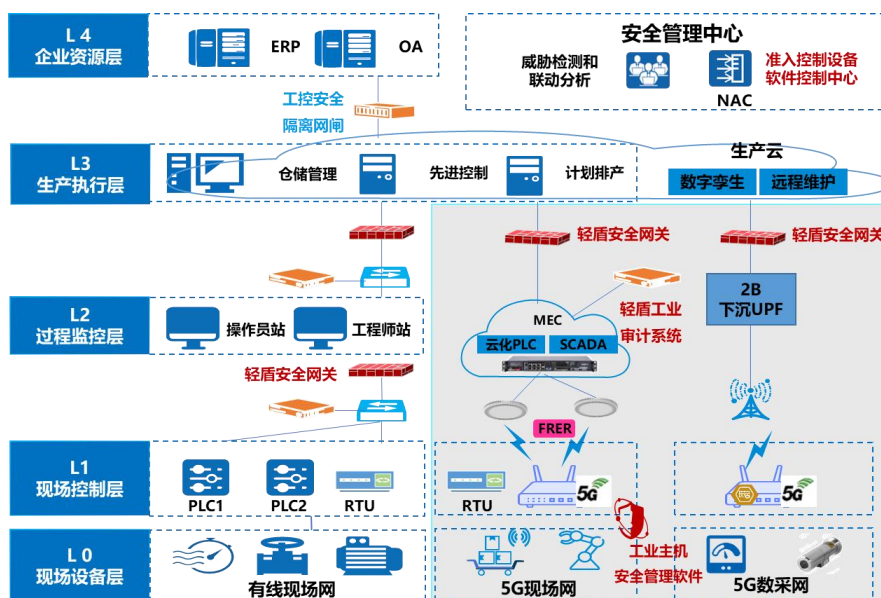 L 4
企业资源层
ERP
OA
安全管理中心
威胁检测和
联动分析
准入控制设备
软件控制中心
NAC
工控安全
隔离网闸
L3
生产执行层
仓储管理
先进控制
计划排产
生产云
数字孪生
远程维护
轻盾安全网关
轻盾安全网关
L2
过程监控层
操作员站
工程师站
MEC
云化PLC
SCADA
轻盾工业
审计系统
2B
下沉UPF
轻盾安全网关
FRER
L1
现场控制层
PLC1
PLC2
RTU
RTU
5G
5G
L 0
现场设备层
有线现场网
5G现场网
工业主机
安全管理软件
5G数采网